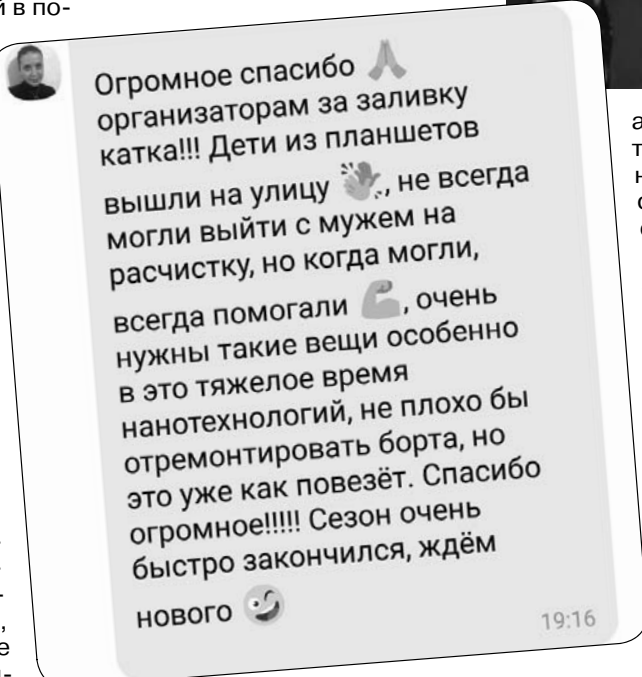 й в по-
Огромное спасибо 🙏
организаторам за заливку
катка!!! Дети из планшетов
вышли на улицу 👏, не всегда
могли выйти с мужем на
расчистку, но когда могли,
всегда помогали 💪, очень
нужны такие вещи особенно
в это тяжелое время
нанотехнологий, не плохо бы
отремонтировать борта, но
это уже как повезёт. Спасибо
огромное!!!!! Сезон очень
быстро закончился, ждём
нового 🤪
19:16